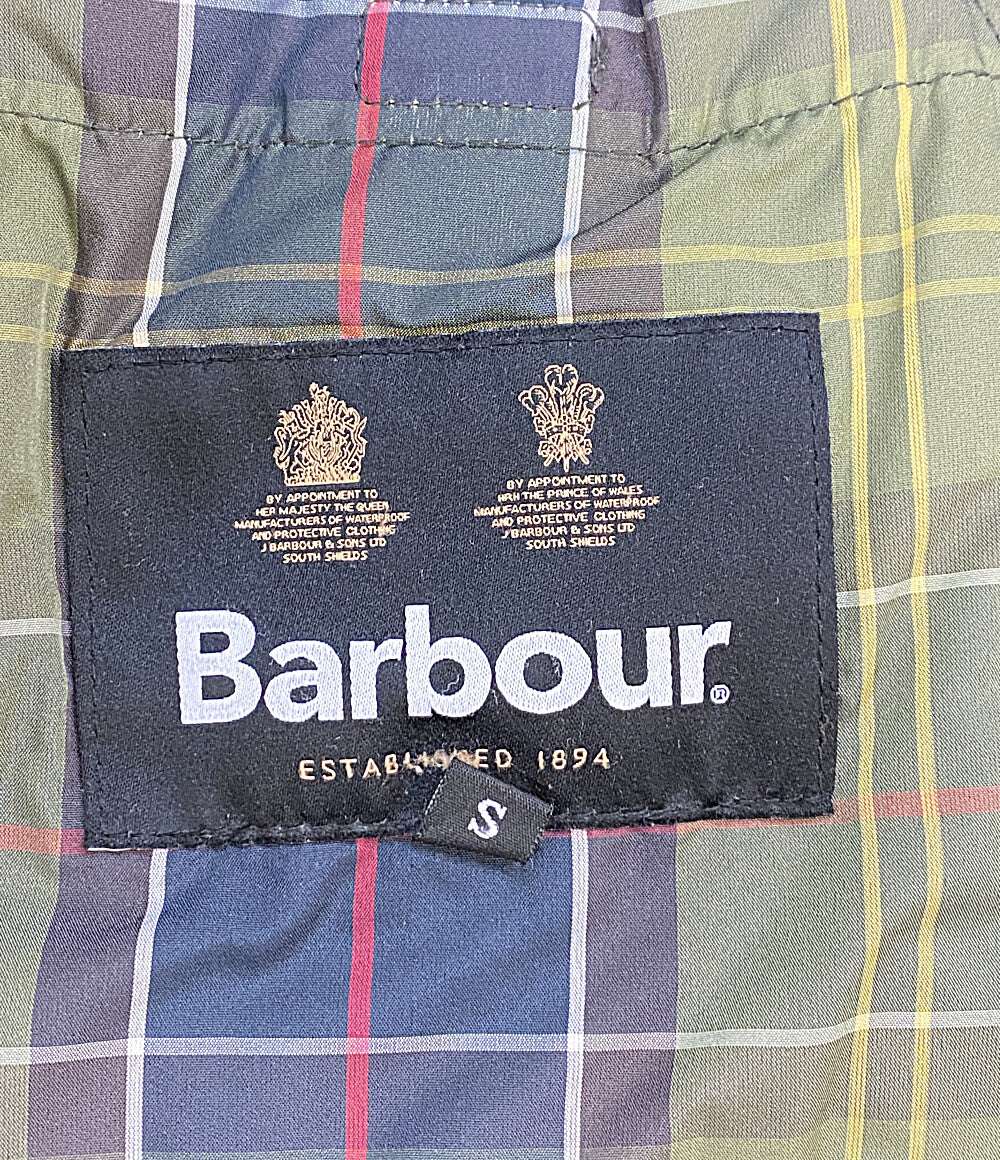 BY APPOINTMENT TO
HER MAJESTY THE QUEEN
MANUFACTURERS OF WATERPROOF
AND PROTECTIVE CLOTHING
J BARBOUR & SONS LTD
SOUTH SHIELDS
BY APPOINTMENT TO
HRH THE PRINCE OF WALES
MANUFACTURERS OF WATERPROOF
AND PROTECTIVE CLOTHING
J BARBOUR & SONS LTD
SOUTH SHIELDS
Barbour®
ESTABLISHED 1894
S